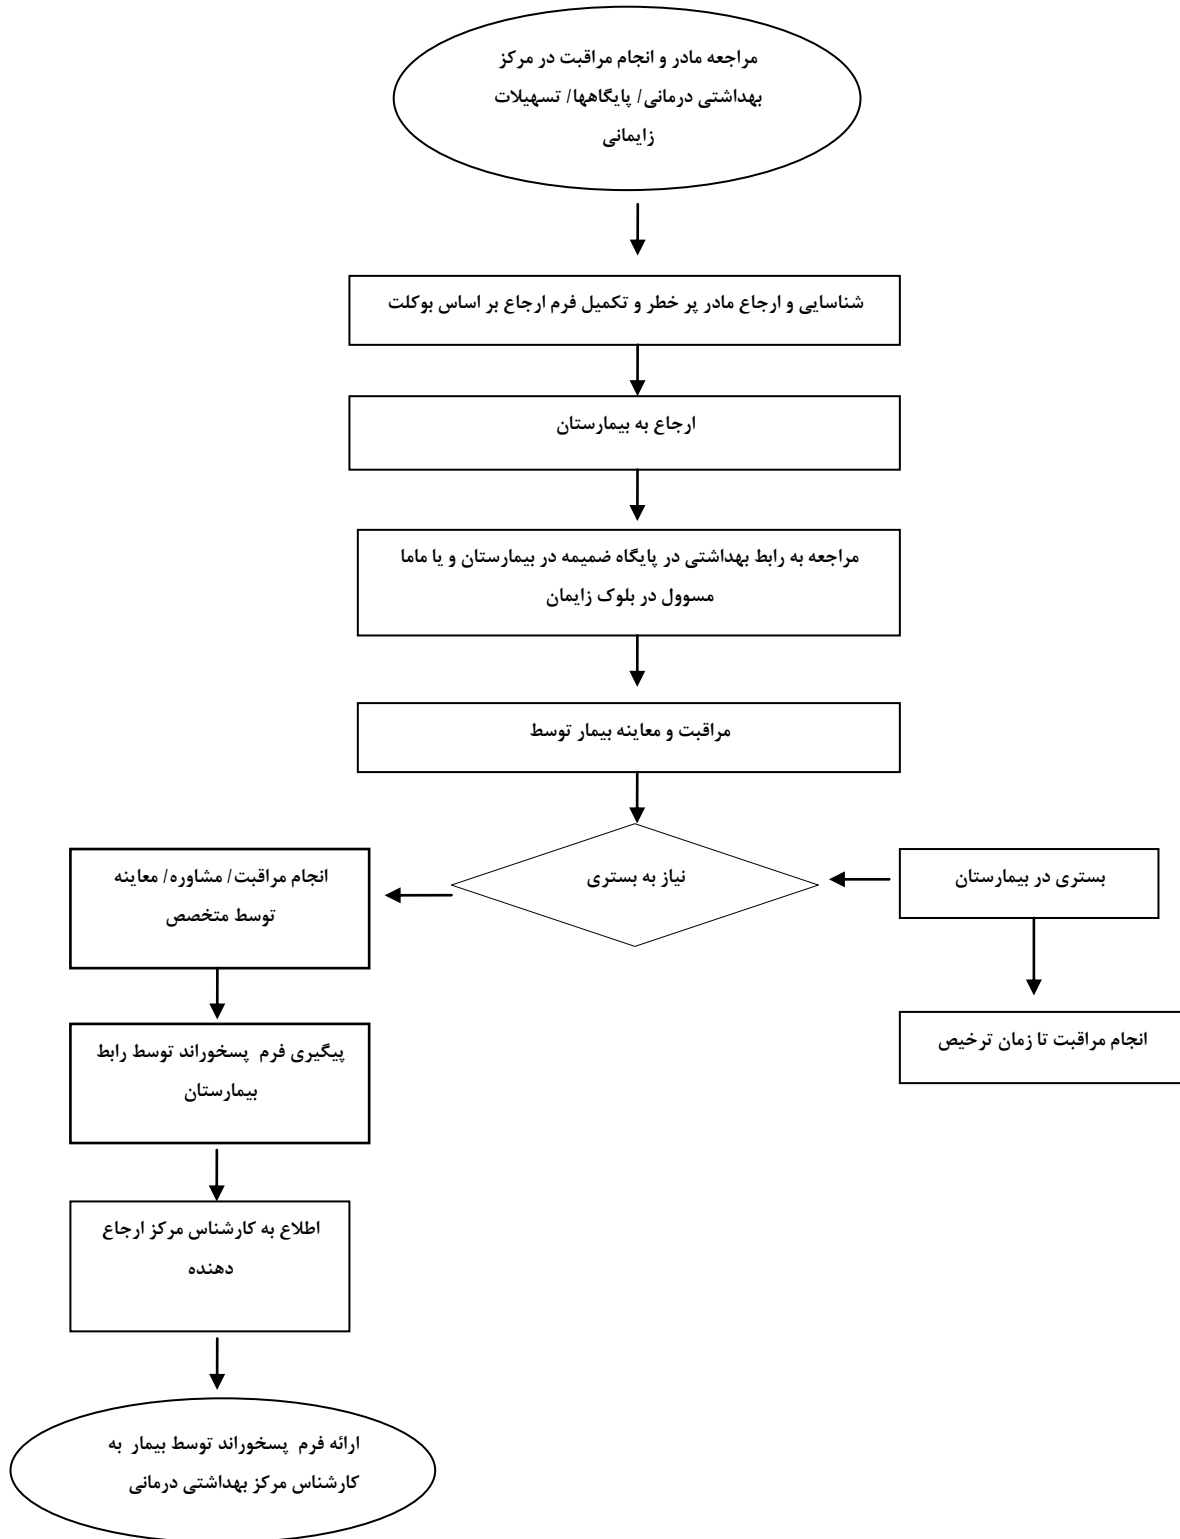 مراجعه مادر و انجام مراقبت در مرکز
بهداشتی درمانی/ پایگاهها/ تسهیلات
زایمانی
شناسایی و ارجاع مادر پر خطر و تکمیل فرم ارجاع بر اساس بوکلت
ارجاع به بیمارستان
مراجعه به رابط بهداشتی در پایگاه ضمیمه در بیمارستان و یا ماما
مسوول در بلوک زایمان
مراقبت و معاینه بیمار توسط
نیاز به بستری
بستری در بیمارستان
انجام مراقبت تا زمان ترخیص
انجام مراقبت/ مشاوره/ معاینه
توسط متخصص
پیگیری فرم پسخوراند توسط رابط
بیمارستان
اطلاع به کارشناس مرکز ارجاع
دهنده
ارائه فرم پسخوراند توسط بیمار به
کارشناس مرکز بهداشتی درمانی